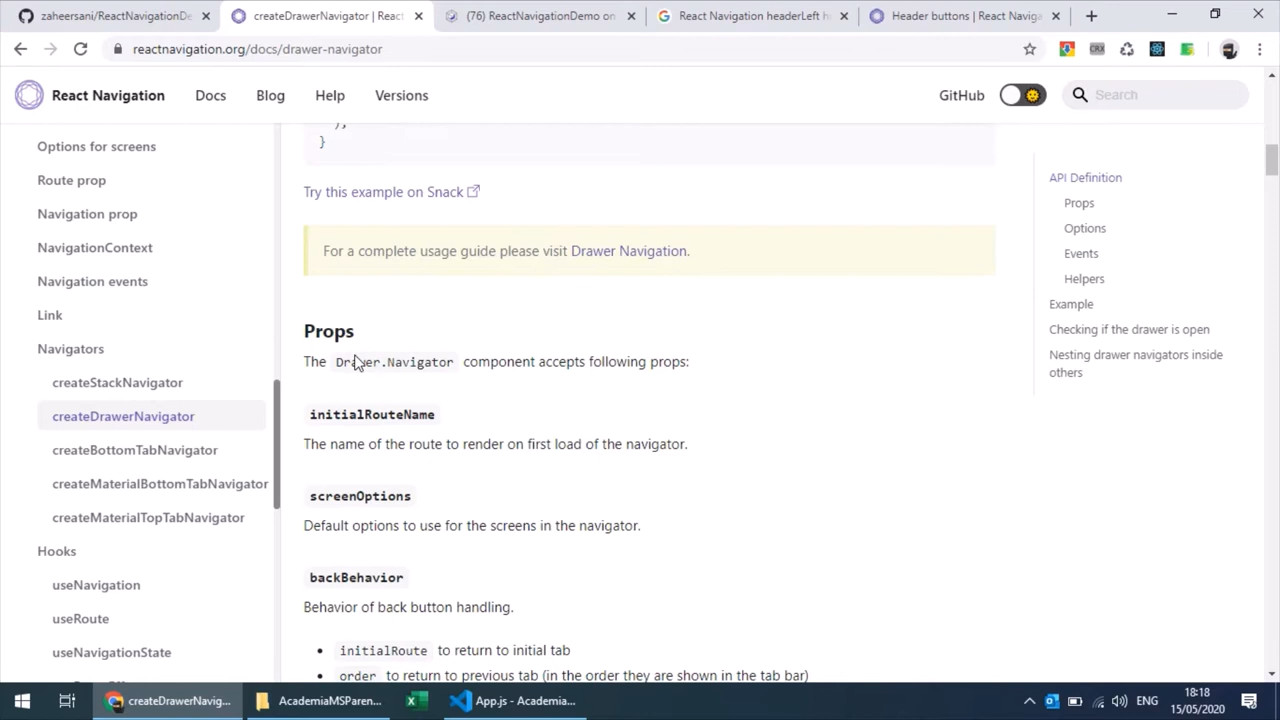 zaheersani/ReactNavigationDe
createDrawerNavigator | React
(76) ReactNavigationDemo on
React Navigation headerLeft h
Header buttons | React Naviga
reactnavigation.org/docs/drawer-navigator
CRX
React Navigation
Docs
Blog
Help
Versions
GitHub
Search
Options for screens
Route prop
Navigation prop
NavigationContext
Navigation events
Link
Navigators
createStackNavigator
createDrawerNavigator
createBottomTabNavigator
createMaterialBottomTabNavigator
createMaterialTopTabNavigator
Hooks
useNavigation
useRoute
useNavigationState
);
}
Try this example on Snack
For a complete usage guide please visit Drawer Navigation.
Props
The Drawer.Navigator component accepts following props:
initialRouteName
The name of the route to render on first load of the navigator.
screenOptions
Default options to use for the screens in the navigator.
backBehavior
Behavior of back button handling.
• initialRoute to return to initial tab
• order to return to previous tab (in the order they are shown in the tab bar)
API Definition
Props
Options
Events
Helpers
Example
Checking if the drawer is open
Nesting drawer navigators inside
others
createDrawerNavig...
AcademiaMSParen...
App.js - Academia...
ENG
18:18
15/05/2020